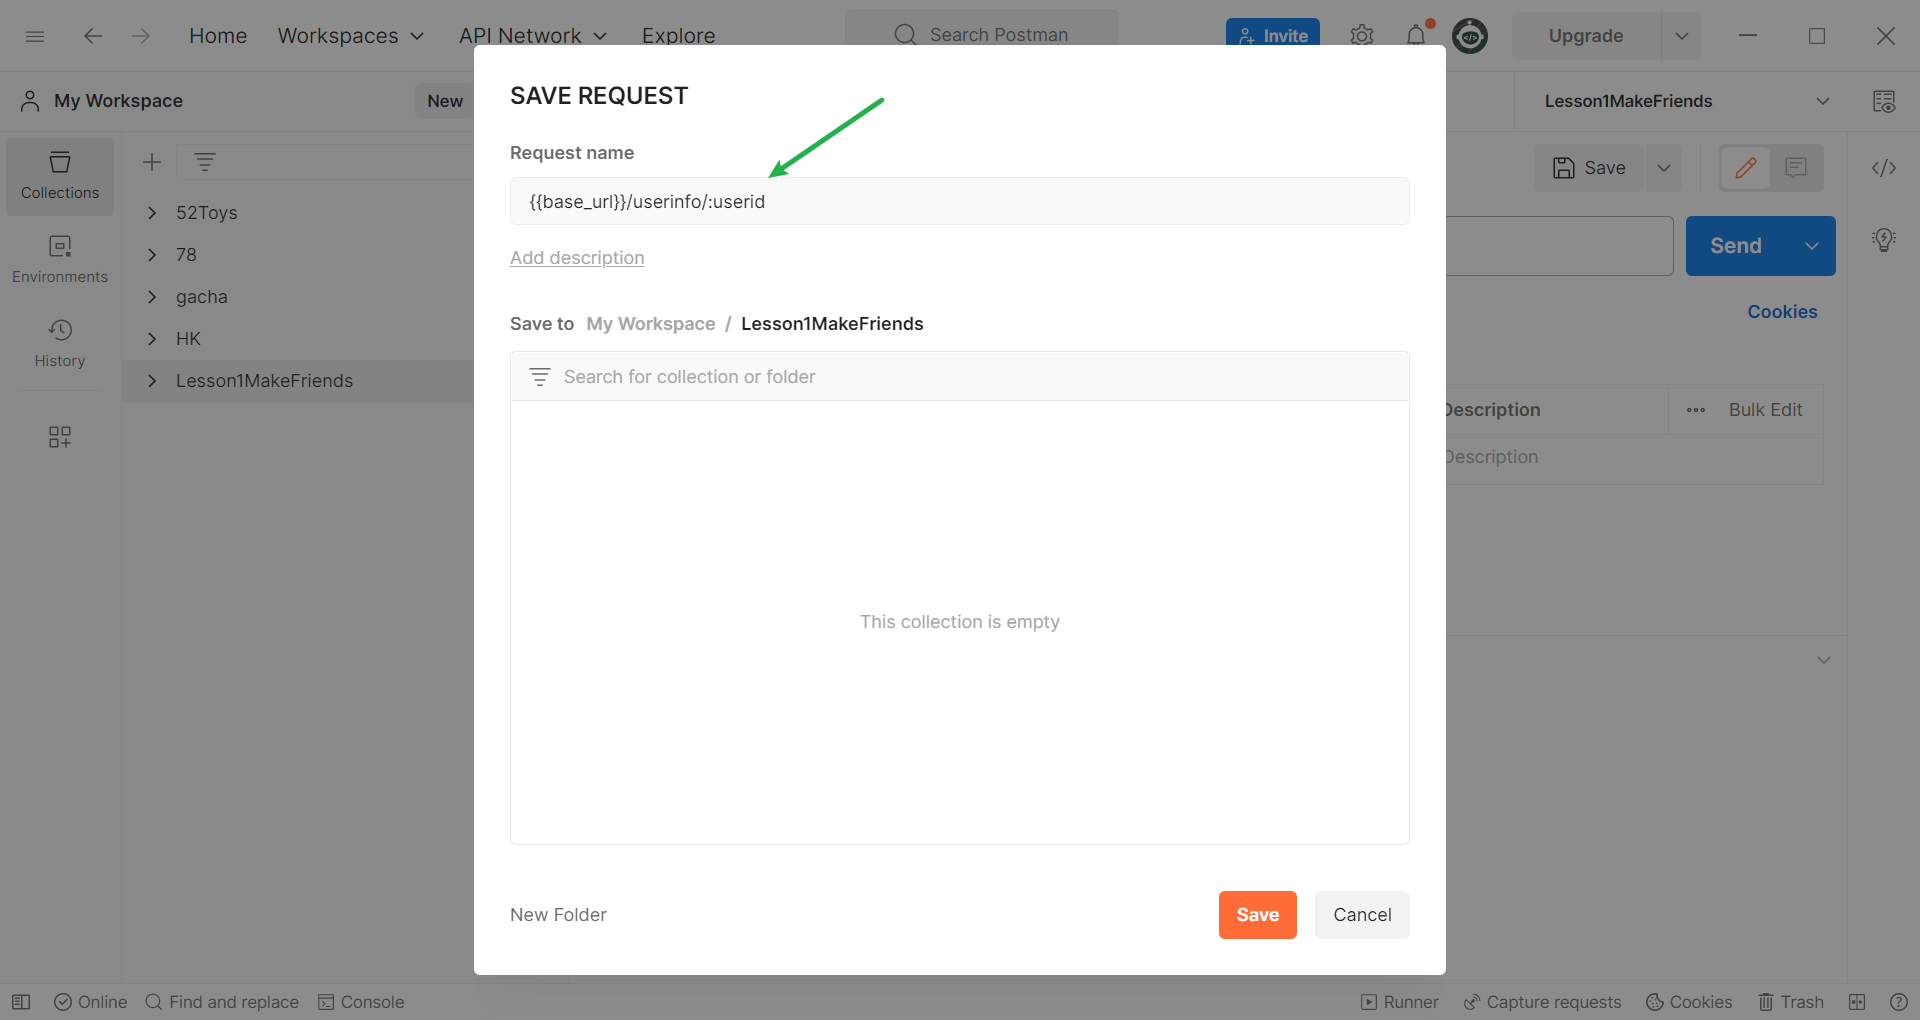 Home Workspaces API Network Explore Search Postman Invite Upgrade
My Workspace New Lesson1MakeFriends
SAVE REQUEST
Request name
{{base_url}}/userinfo/:userid
Add description
Save to My Workspace / Lesson1MakeFriends
Search for collection or folder
This collection is empty
New Folder Save Cancel
Collections
Environments
History
52Toys
78
gacha
HK
Lesson1MakeFriends
Save
Send
Cookies
Description Bulk Edit
Description
Online Find and replace Console Runner Capture requests Cookies Trash